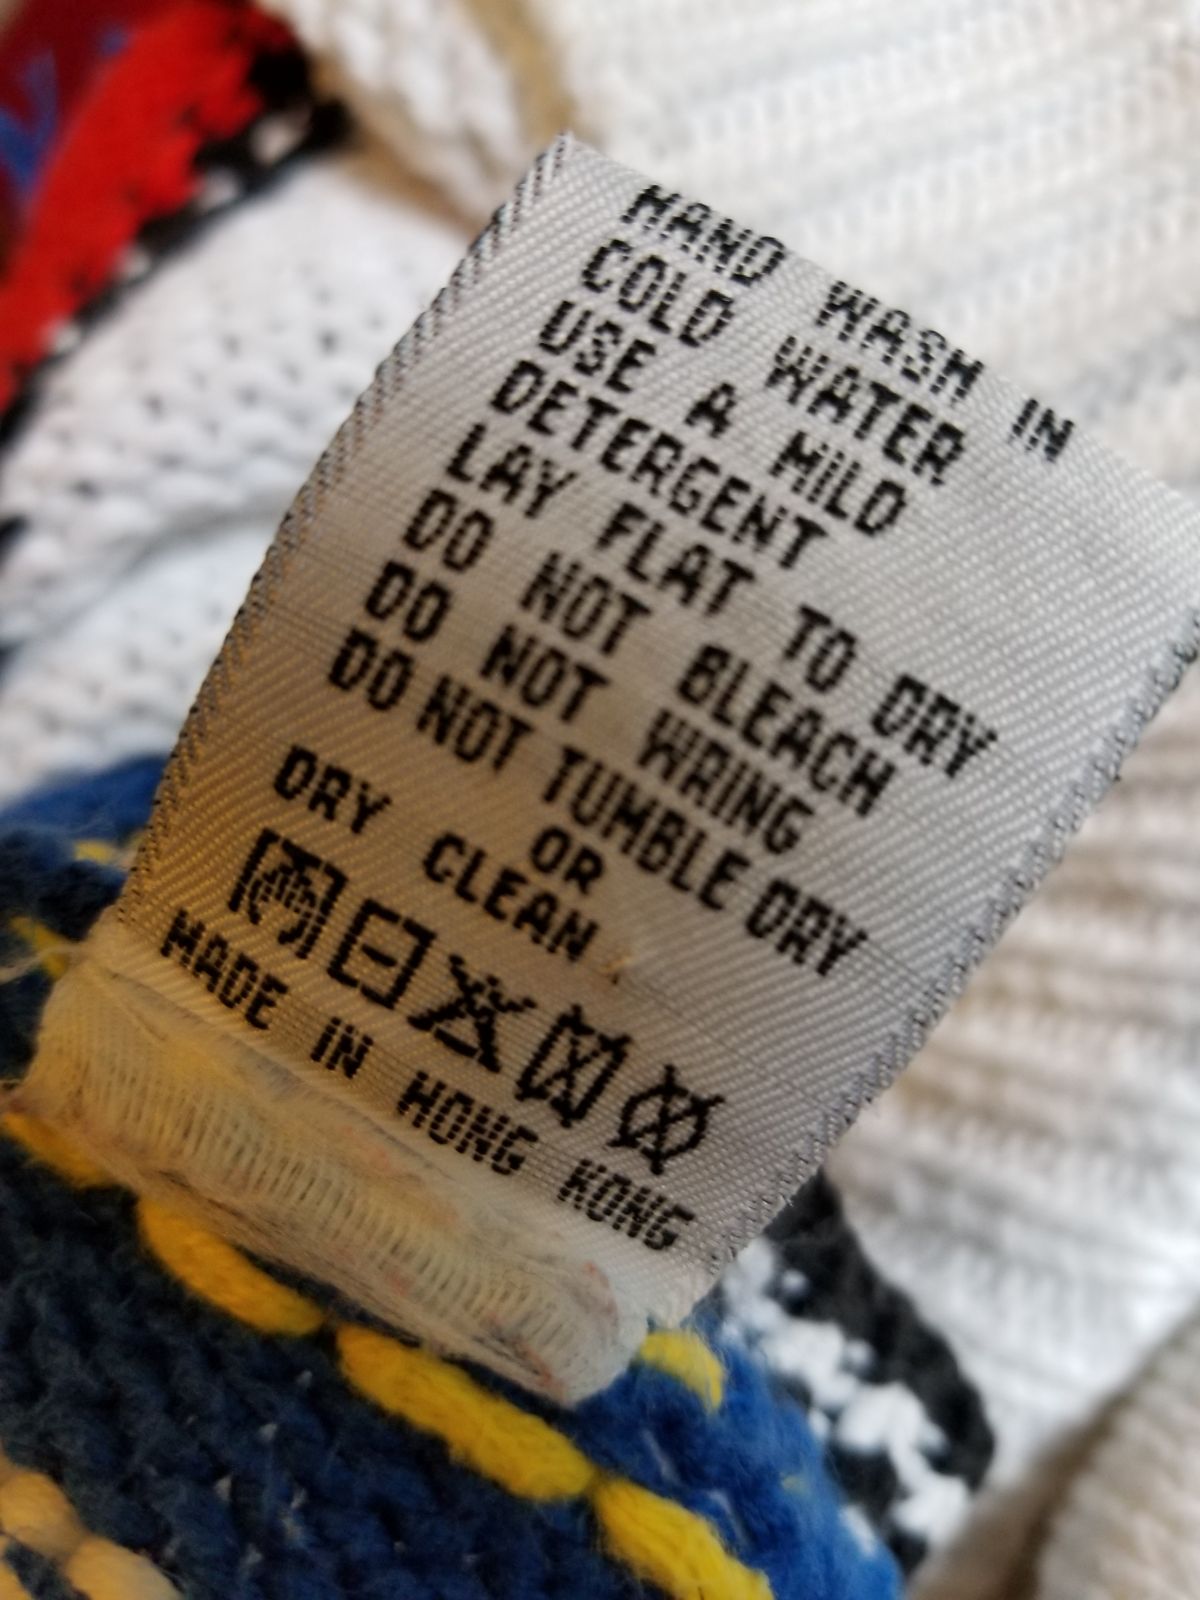 HAND WASH IN
COLD WATER
USE A MILD
DETERGENT
LAY FLAT TO DRY
DO NOT BLEACH
DO NOT WRING
DO NOT TUMBLE DRY
OR
DRY CLEAN
MADE IN HONG KONG